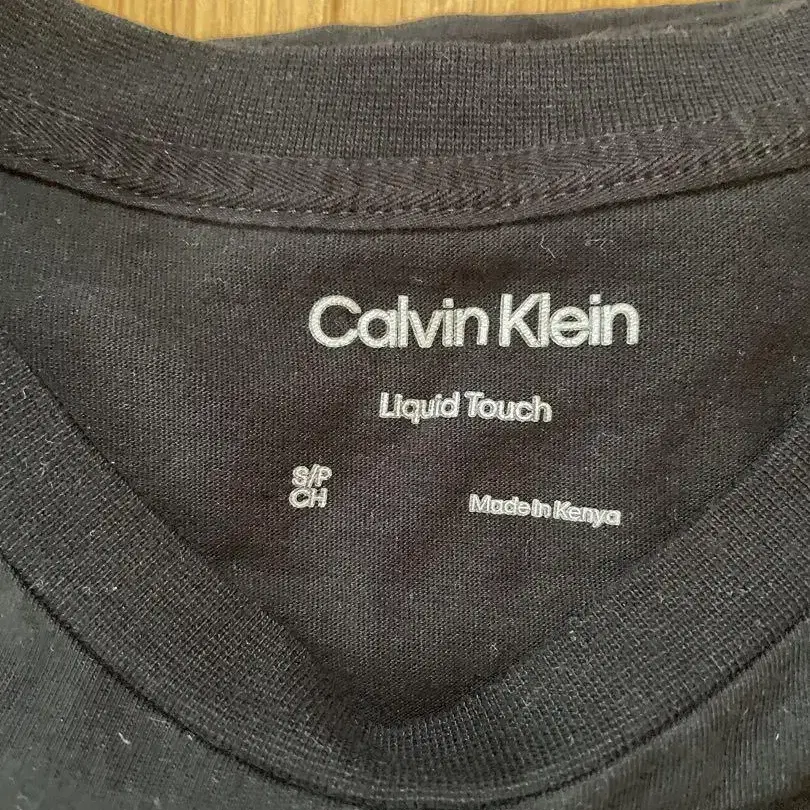 Calvin Klein
Liquid Touch
S/P
CH
Made In Kenya